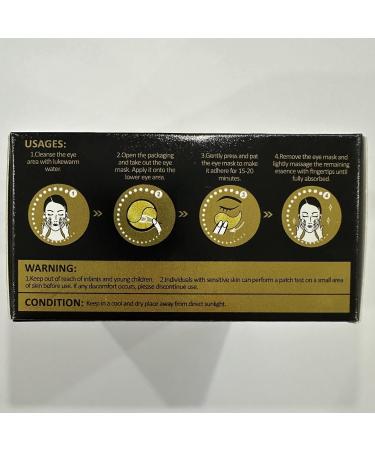 USAGES:
1.Cleanse the eye
area with lukewarm
water.
2.Open the packaging
and take out the eye
mask. Apply it onto
the lower eye area.
3.Gently press and pat
the eye mask to make
it adhere for 15-20
minutes.
4.Remove the eye mask and
lightly massage the remaining
essence with fingertips until
fully absorbed.
1
»
2
»
3
»
4
WARNING:
1.Keep out of reach of infants and young children. 2.Individuals with sensitive skin can perform a patch test on a small area
of skin before use. If any discomfort occurs, please discontinue use.
CONDITION: Keep in a cool and dry place away from direct sunlight.